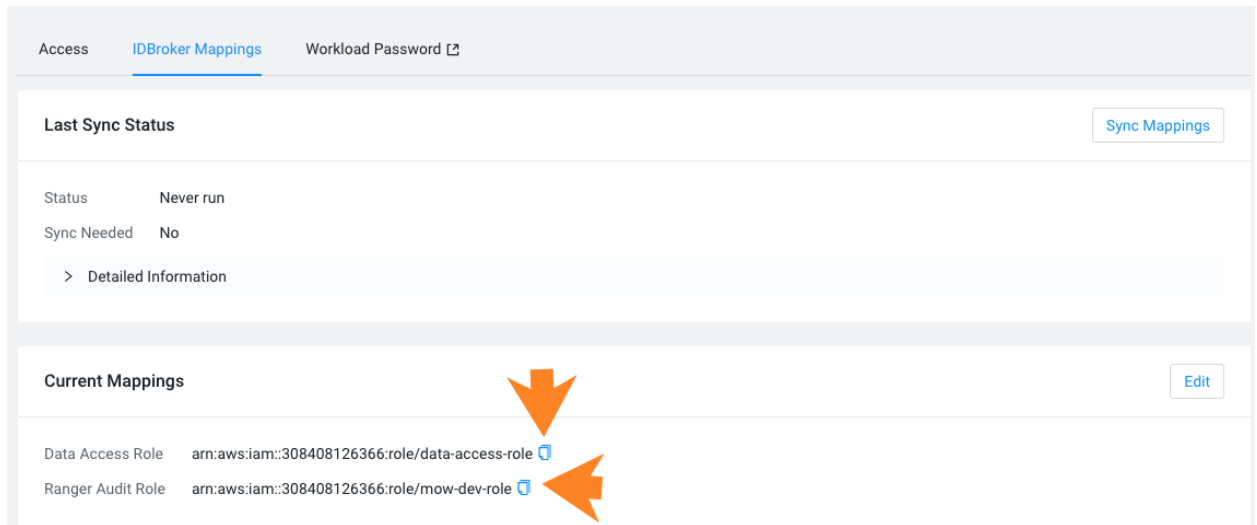 Access IDBroker Mappings Workload Password
Last Sync Status Sync Mappings
Status Never run
Sync Needed No
Detailed Information
Current Mappings Edit
Data Access Role arn:aws:iam::308408126366:role/data-access-role
Ranger Audit Role arn:aws:iam::308408126366:role/mow-dev-role